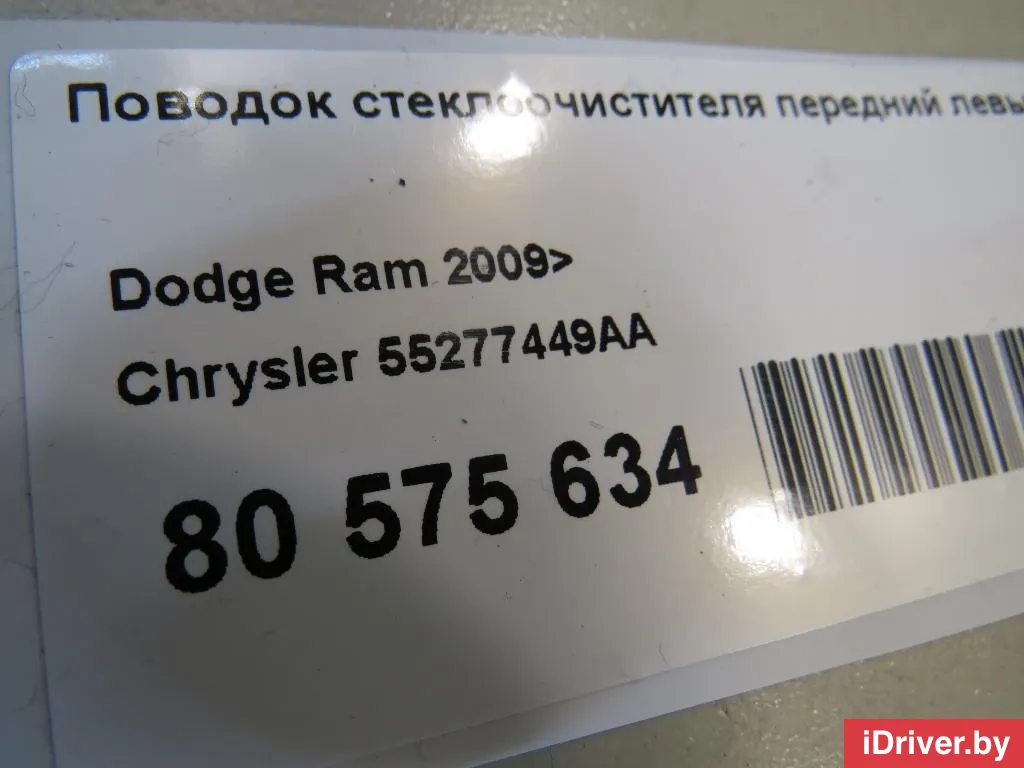 Поводок стеклоочистителя передний левы
Dodge Ram 2009>
Chrysler 55277449AA
80 575 634
iDriver.by